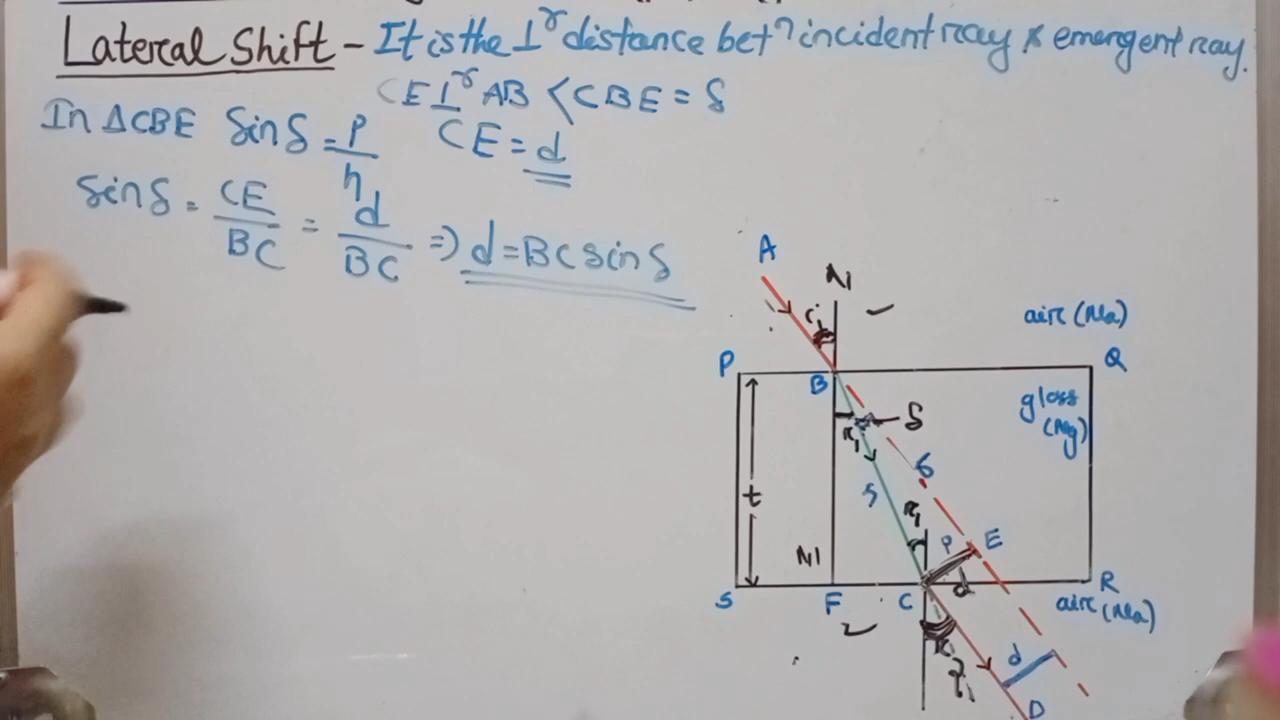 Lateral Shift - It is the ⊥r distance betn incident ray & emergent ray.
CE ⊥r AB <CBE = δ
In ΔCBE Sin δ = P/h CE = d
Sin δ = CE/BC = d/BC => d = BC sin δ
A
N1
i1
air (μa)
P
B
Q
glass
(μg)
r1
δ
b
h
t
r1
P
E
d
N1
S
F
C
R
air (μa)
d
D